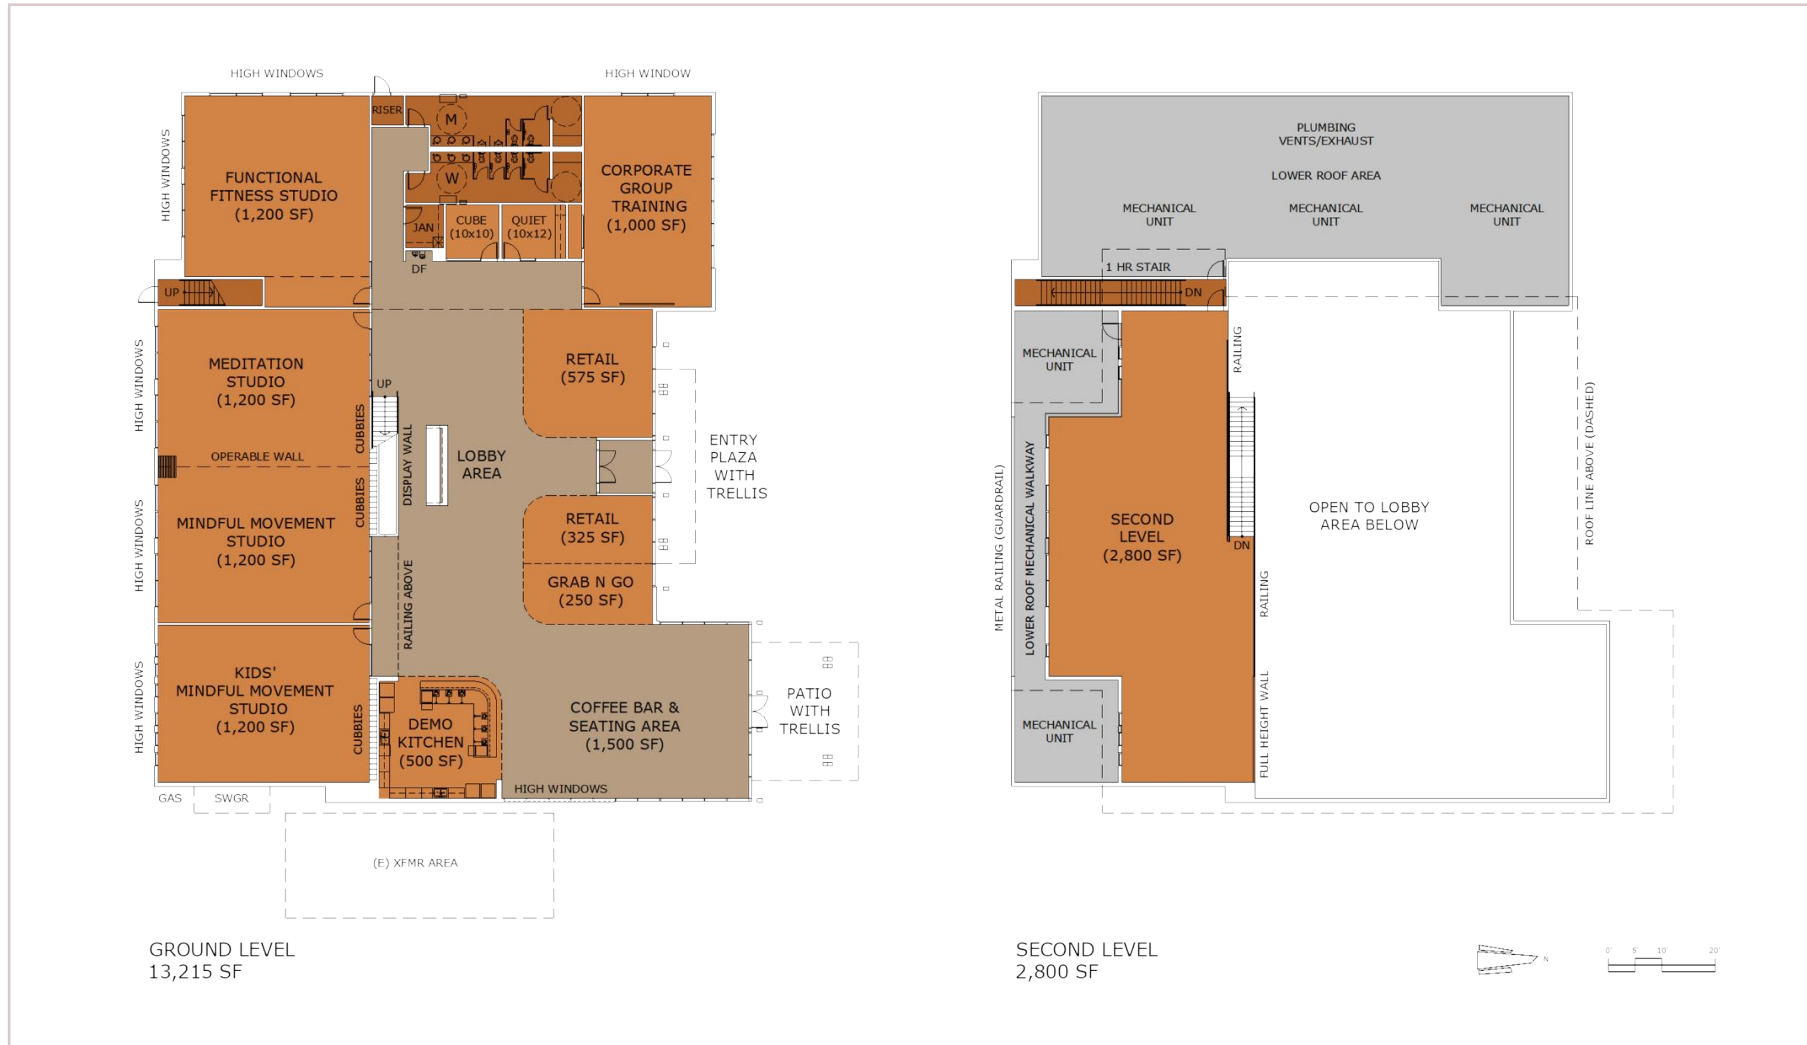 HIGH WINDOWS
HIGH WINDOW
RISER
M
HIGH WINDOWS
FUNCTIONAL
FITNESS STUDIO
(1,200 SF)
W
CORPORATE
GROUP
TRAINING
(1,000 SF)
JAN
CUBE
(10x10)
QUIET
(10x12)
DF
UP
HIGH WINDOWS
MEDITATION
STUDIO
(1,200 SF)
UP
CUBBIES
RETAIL
(575 SF)
OPERABLE WALL
DISPLAY WALL
LOBBY
AREA
ENTRY
PLAZA
WITH
TRELLIS
HIGH WINDOWS
MINDFUL MOVEMENT
STUDIO
(1,200 SF)
CUBBIES
RETAIL
(325 SF)
GRAB N GO
(250 SF)
RAILING ABOVE
HIGH WINDOWS
KIDS'
MINDFUL MOVEMENT
STUDIO
(1,200 SF)
CUBBIES
DEMO
KITCHEN
(500 SF)
COFFEE BAR &
SEATING AREA
(1,500 SF)
PATIO
WITH
TRELLIS
HIGH WINDOWS
GAS
SWGR
(E) XFMR AREA
GROUND LEVEL
13,215 SF
PLUMBING
VENTS/EXHAUST
LOWER ROOF AREA
MECHANICAL
UNIT
MECHANICAL
UNIT
MECHANICAL
UNIT
1 HR STAIR
DN
MECHANICAL
UNIT
RAILING
METAL RAILING (GUARDRAIL)
LOWER ROOF MECHANICAL WALKWAY
SECOND
LEVEL
(2,800 SF)
DN
OPEN TO LOBBY
AREA BELOW
ROOF LINE ABOVE (DASHED)
RAILING
FULL HEIGHT WALL
MECHANICAL
UNIT
SECOND LEVEL
2,800 SF
N
0'
5'
10'
20'